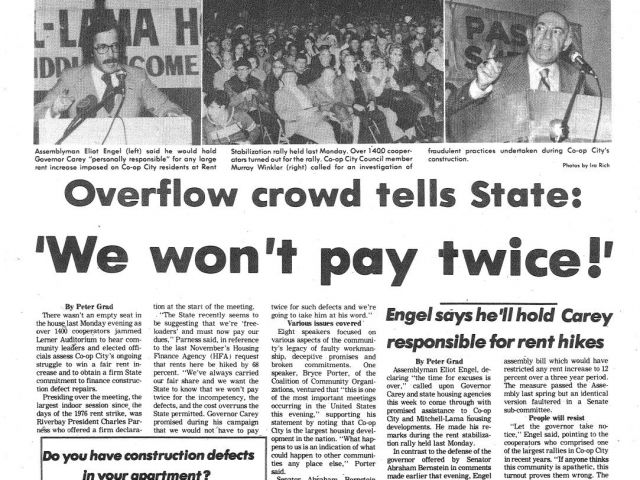 L-LAMA H
IDDLE INCOME
PAS
S
Assemblyman Eliot Engel (left) said he would hold
Governor Carey "personally responsible" for any large
rent increase imposed on Co-op City residents at Rent
Stabilization rally held last Monday. Over 1400 cooper-
ators turned out for the rally. Co-op City Council member
Murray Winkler (right) called for an investigation of
fraudulent practices undertaken during Co-op City's
construction.
Photos by Ira Rich
Overflow crowd tells State:
'We won't pay twice!'
By Peter Grad
There wasn't an empty seat in
the house last Monday evening as
over 1400 cooperators jammed
Lerner Auditorium to hear com-
munity leaders and elected offi-
cials assess Co-op City's ongoing
struggle to win a fair rent in-
crease and to obtain a firm State
commitment to finance construc-
tion defect repairs.
Presiding over the meeting, the
largest indoor session since the
days of the 1976 rent strike, was
Riverbay President Charles Par-
ness who offered a firm declara-
tion at the start of the meeting.
"The State recently seems to
be suggesting that we're 'free-
loaders' and must now pay our
dues," Parness said, in reference
to the last November's Housing
Finance Agency (HFA) request
that rents here be hiked by 68
percent. "We've always carried
our fair share and we want the
State to know that we won't pay
twice for the incompetency, the
defects, and the cost overruns the
State permitted. Governor Carey
promised during his campaign
that we would not have to pay
twice for such defects and we're
going to take him at his word."
Various issues covered
Eight speakers focused on
various aspects of the communi-
ty's legacy of faulty workman-
ship, deceptive promises and
broken commitments. One
speaker, Bryce Porter, of the
Coalition of Community Organi-
zations, ventured that "this is one
of the most important meetings
occurring in the United States
this evening," supporting his
statement by noting that Co-op
City is the largest housing devel-
opment in the nation. "What hap-
pens to us is an indication of what
could happen to other communi-
ties any place else," Porter
said.
Senator Abraham Bernstein
Do you have construction defects
in your apartment?
Engel says he'll hold Carey
responsible for rent hikes
By Peter Grad
Assemblyman Eliot Engel, de-
claring "the time for excuses is
over," called upon Governor
Carey and state housing agencies
this week to come through with
promised assistance to Co-op
City and Mitchell-Lama housing
developments. He made his re-
marks during the rent stabiliza-
tion rally held last Monday.
In contrast to the defense of the
governor offered by Senator
Abraham Bernstein in comments
made earlier that evening, Engel
assembly bill which would have
restricted any rent increase to 12
percent over a three year period.
The measure passed the Assem-
bly last spring but an identical
version faultered in a Senate
sub-committee.
People will resist
"Let the governor take no-
tice," Engel said, pointing to the
cooperators who comprised one
of the largest rallies in Co-op City
in recent years. "If anyone thinks
this community is apathetic, this
turnout proves them wrong. The